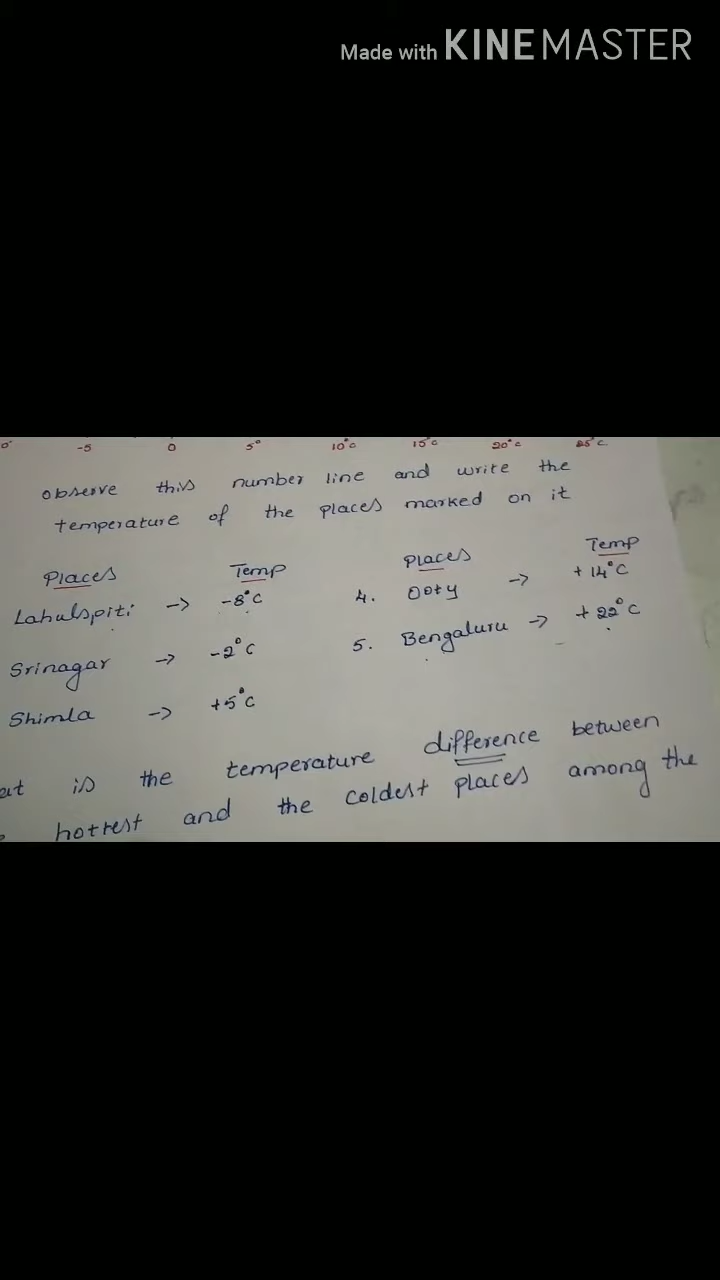 Made with KINEMASTER
-5 0 5° 10°c 15°c 20°c 25°c
observe this number line and write the
temperature of the places marked on it
Places Temp
Lahulspiti -> -8°C
Srinagar -> -2°C
Shimla -> +5°C
Places Temp
4. Ooty -> +14°C
5. Bengaluru -> +22°C
is the temperature difference between
hottest and the coldest places among the